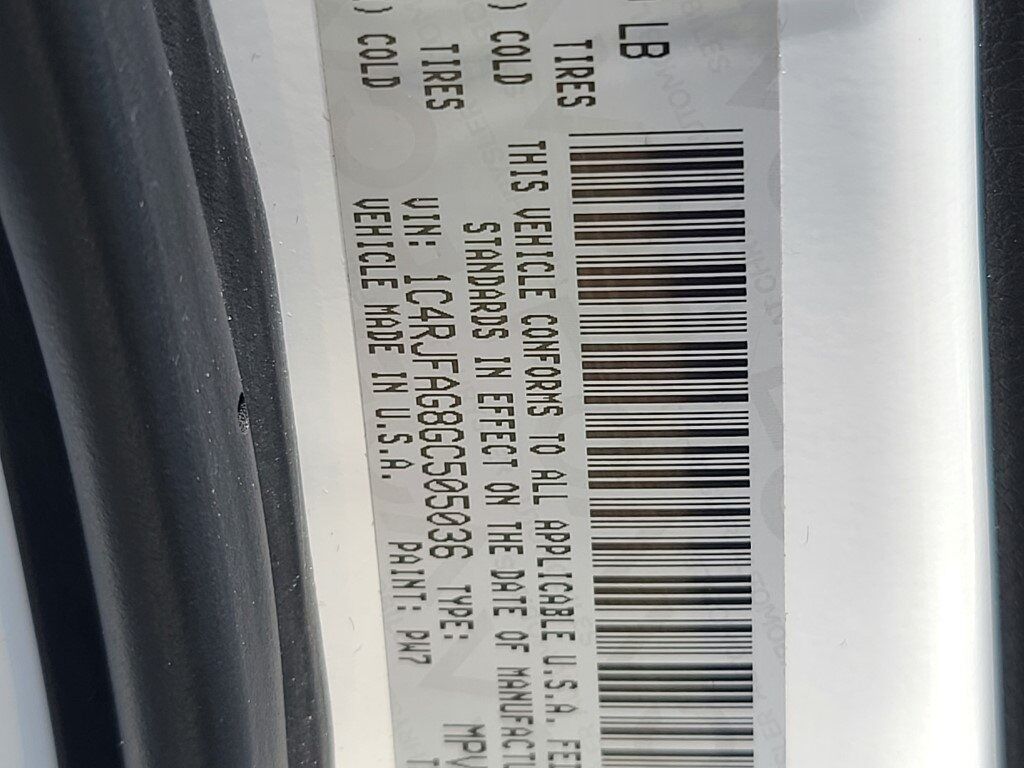 LB
TIRES
) COLD
TIRES
) COLD
THIS VEHICLE CONFORMS TO ALL APPLICABLE U.S.A.
STANDARDS IN EFFECT ON THE DATE OF
VIN: 1C4RJFAG8GC505036 TYPE: MPV
VEHICLE MADE IN U.S.A. PAINT: PW7